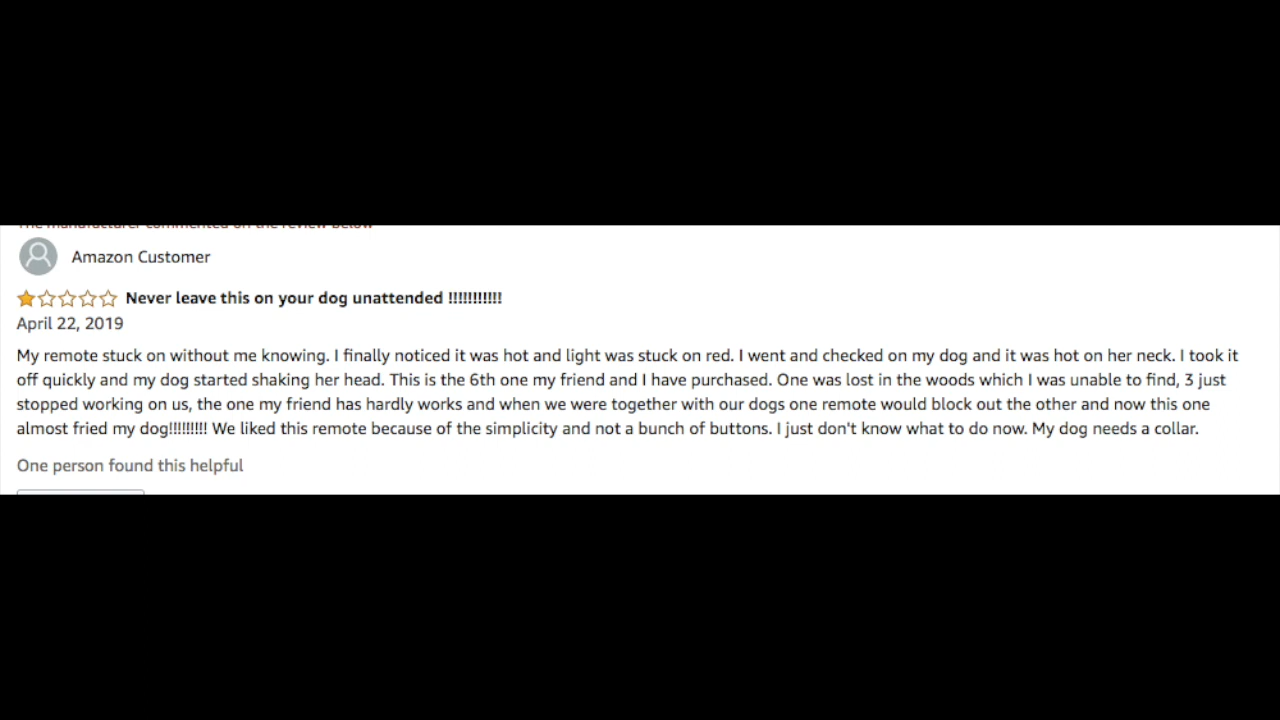 The manufacturer commented on the review below
Amazon Customer
Never leave this on your dog unattended !!!!!!!!!!!
April 22, 2019
My remote stuck on without me knowing. I finally noticed it was hot and light was stuck on red. I went and checked on my dog and it was hot on her neck. I took it
off quickly and my dog started shaking her head. This is the 6th one my friend and I have purchased. One was lost in the woods which I was unable to find, 3 just
stopped working on us, the one my friend has hardly works and when we were together with our dogs one remote would block out the other and now this one
almost fried my dog!!!!!!!!! We liked this remote because of the simplicity and not a bunch of buttons. I just don't know what to do now. My dog needs a collar.
One person found this helpful